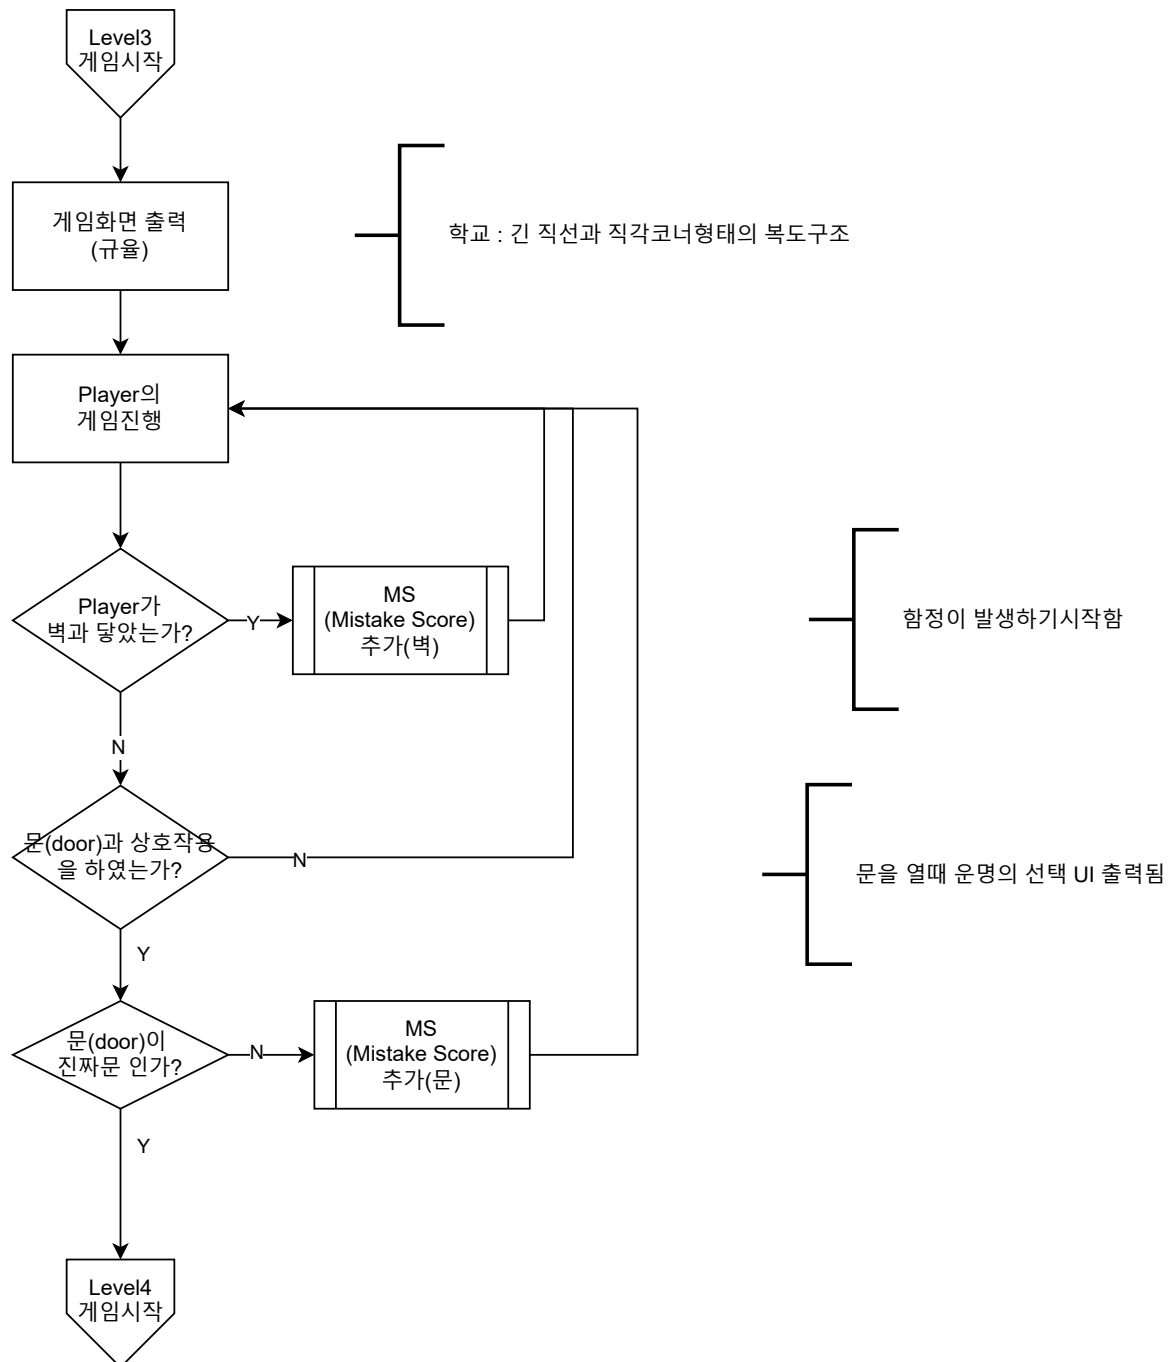 Level3
게임시작
게임화면 출력
(규율)
학교 : 긴 직선과 직각코너형태의 복도구조
Player의
게임진행
Player가
벽과 닿았는가?
Y
MS
(Mistake Score)
추가(벽)
함정이 발생하기시작함
N
문(door)과 상호작용
을 하였는가?
N
문을 열때 운명의 선택 UI 출력됨
Y
문(door)이
진짜문 인가?
N
MS
(Mistake Score)
추가(문)
Y
Level4
게임시작